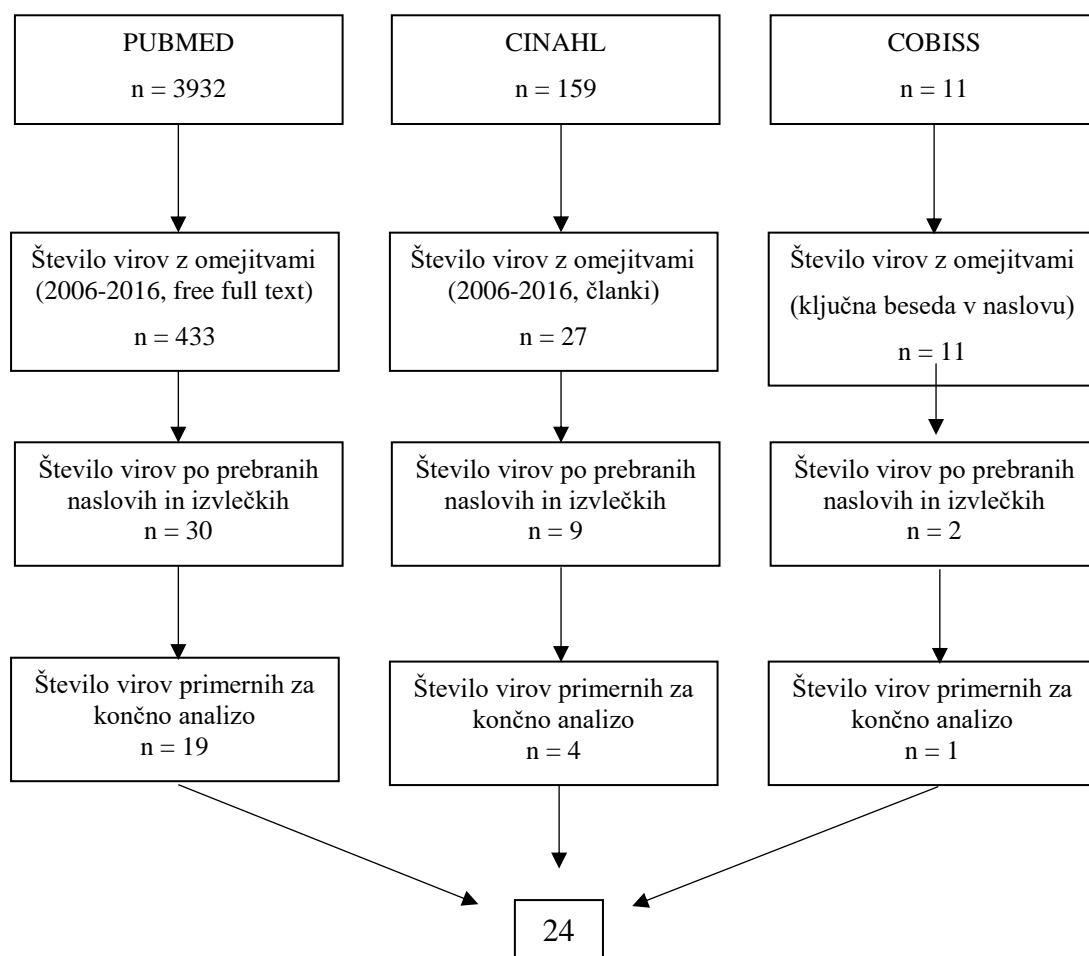 PUBMED
n = 3932
CINAHL
n = 159
COBISS
n = 11
Število virov z omejitvami
(2006-2016, free full text)
n = 433
Število virov z omejitvami
(2006-2016, članki)
n = 27
Število virov z omejitvami
(ključna beseda v naslovu)
n = 11
Število virov po prebranih
naslovih in izvlečkih
n = 30
Število virov po prebranih
naslovih in izvlečkih
n = 9
Število virov po prebranih
naslovih in izvlečkih
n = 2
Število virov primernih za
končno analizo
n = 19
Število virov primernih za
končno analizo
n = 4
Število virov primernih za
končno analizo
n = 1
24